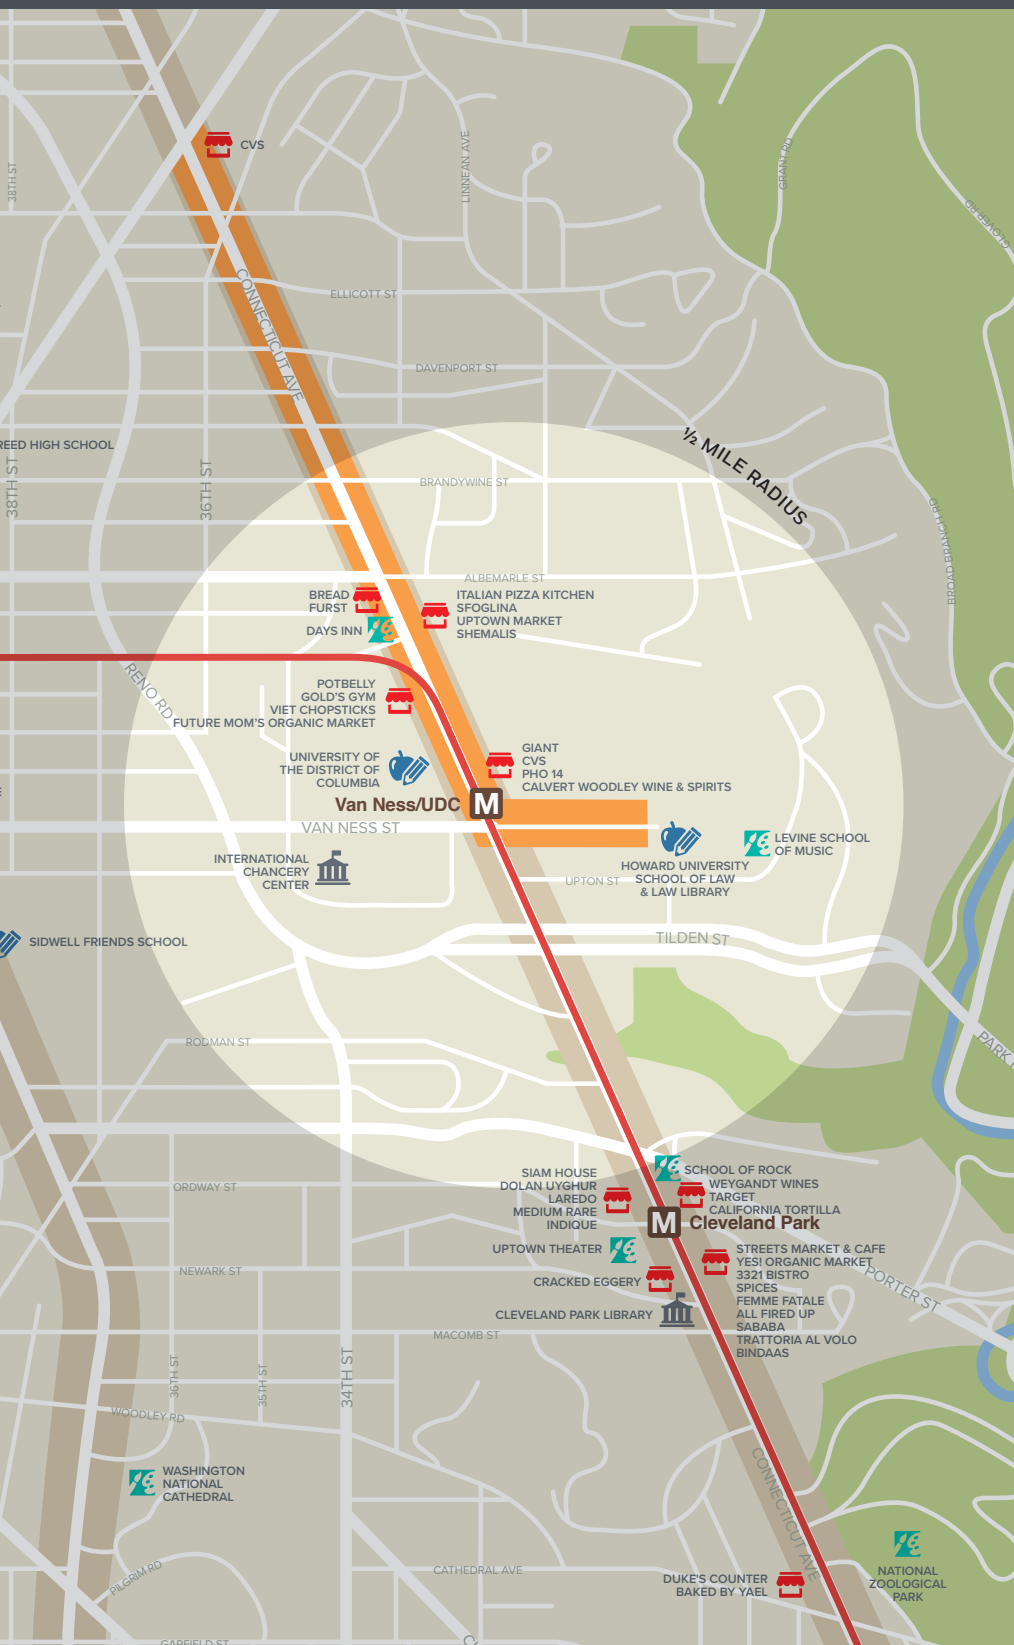 CVS
38TH ST
LINNEAN AVE
GRANT RD
CLOVER RD
CONNECTICUT AVE
ELLICOTT ST
DAVENPORT ST
REED HIGH SCHOOL
½ MILE RADIUS
38TH ST
36TH ST
BRANDYWINE ST
BROAD BRANCH RD
ALBEMARLE ST
BREAD
FURST
DAYS INN
ITALIAN PIZZA KITCHEN
SFOGLINA
UPTOWN MARKET
SHEMALIS
RENO RD
POTBELLY
GOLD'S GYM
VIET CHOPSTICKS
FUTURE MOM'S ORGANIC MARKET
UNIVERSITY OF
THE DISTRICT OF
COLUMBIA
GIANT
CVS
PHO 14
CALVERT WOODLEY WINE & SPIRITS
Van Ness/UDC
M
VAN NESS ST
LEVINE SCHOOL
OF MUSIC
INTERNATIONAL
CHANCERY
CENTER
UPTON ST
HOWARD UNIVERSITY
SCHOOL OF LAW
& LAW LIBRARY
SIDWELL FRIENDS SCHOOL
TILDEN ST
RODMAN ST
PARK
SIAM HOUSE
DOLAN UYGHUR
LAREDO
MEDIUM RARE
INDIQUE
SCHOOL OF ROCK
WEYGANDT WINES
TARGET
CALIFORNIA TORTILLA
ORDWAY ST
M
Cleveland Park
UPTOWN THEATER
STREETS MARKET & CAFE
YES! ORGANIC MARKET
3321 BISTRO
SPICES
FEMME FATALE
ALL FIRED UP
SABABA
TRATTORIA AL VOLO
BINDAAS
NEWARK ST
CRACKED EGGERY
PORTER ST
CLEVELAND PARK LIBRARY
MACOMB ST
36TH ST
35TH ST
34TH ST
WOODLEY RD
WASHINGTON
NATIONAL
CATHEDRAL
CONNECTICUT AVE
PILGRIM RD
CATHEDRAL AVE
DUKE'S COUNTER
BAKED BY YAEL
NATIONAL
ZOOLOGICAL
PARK
GARFIELD ST